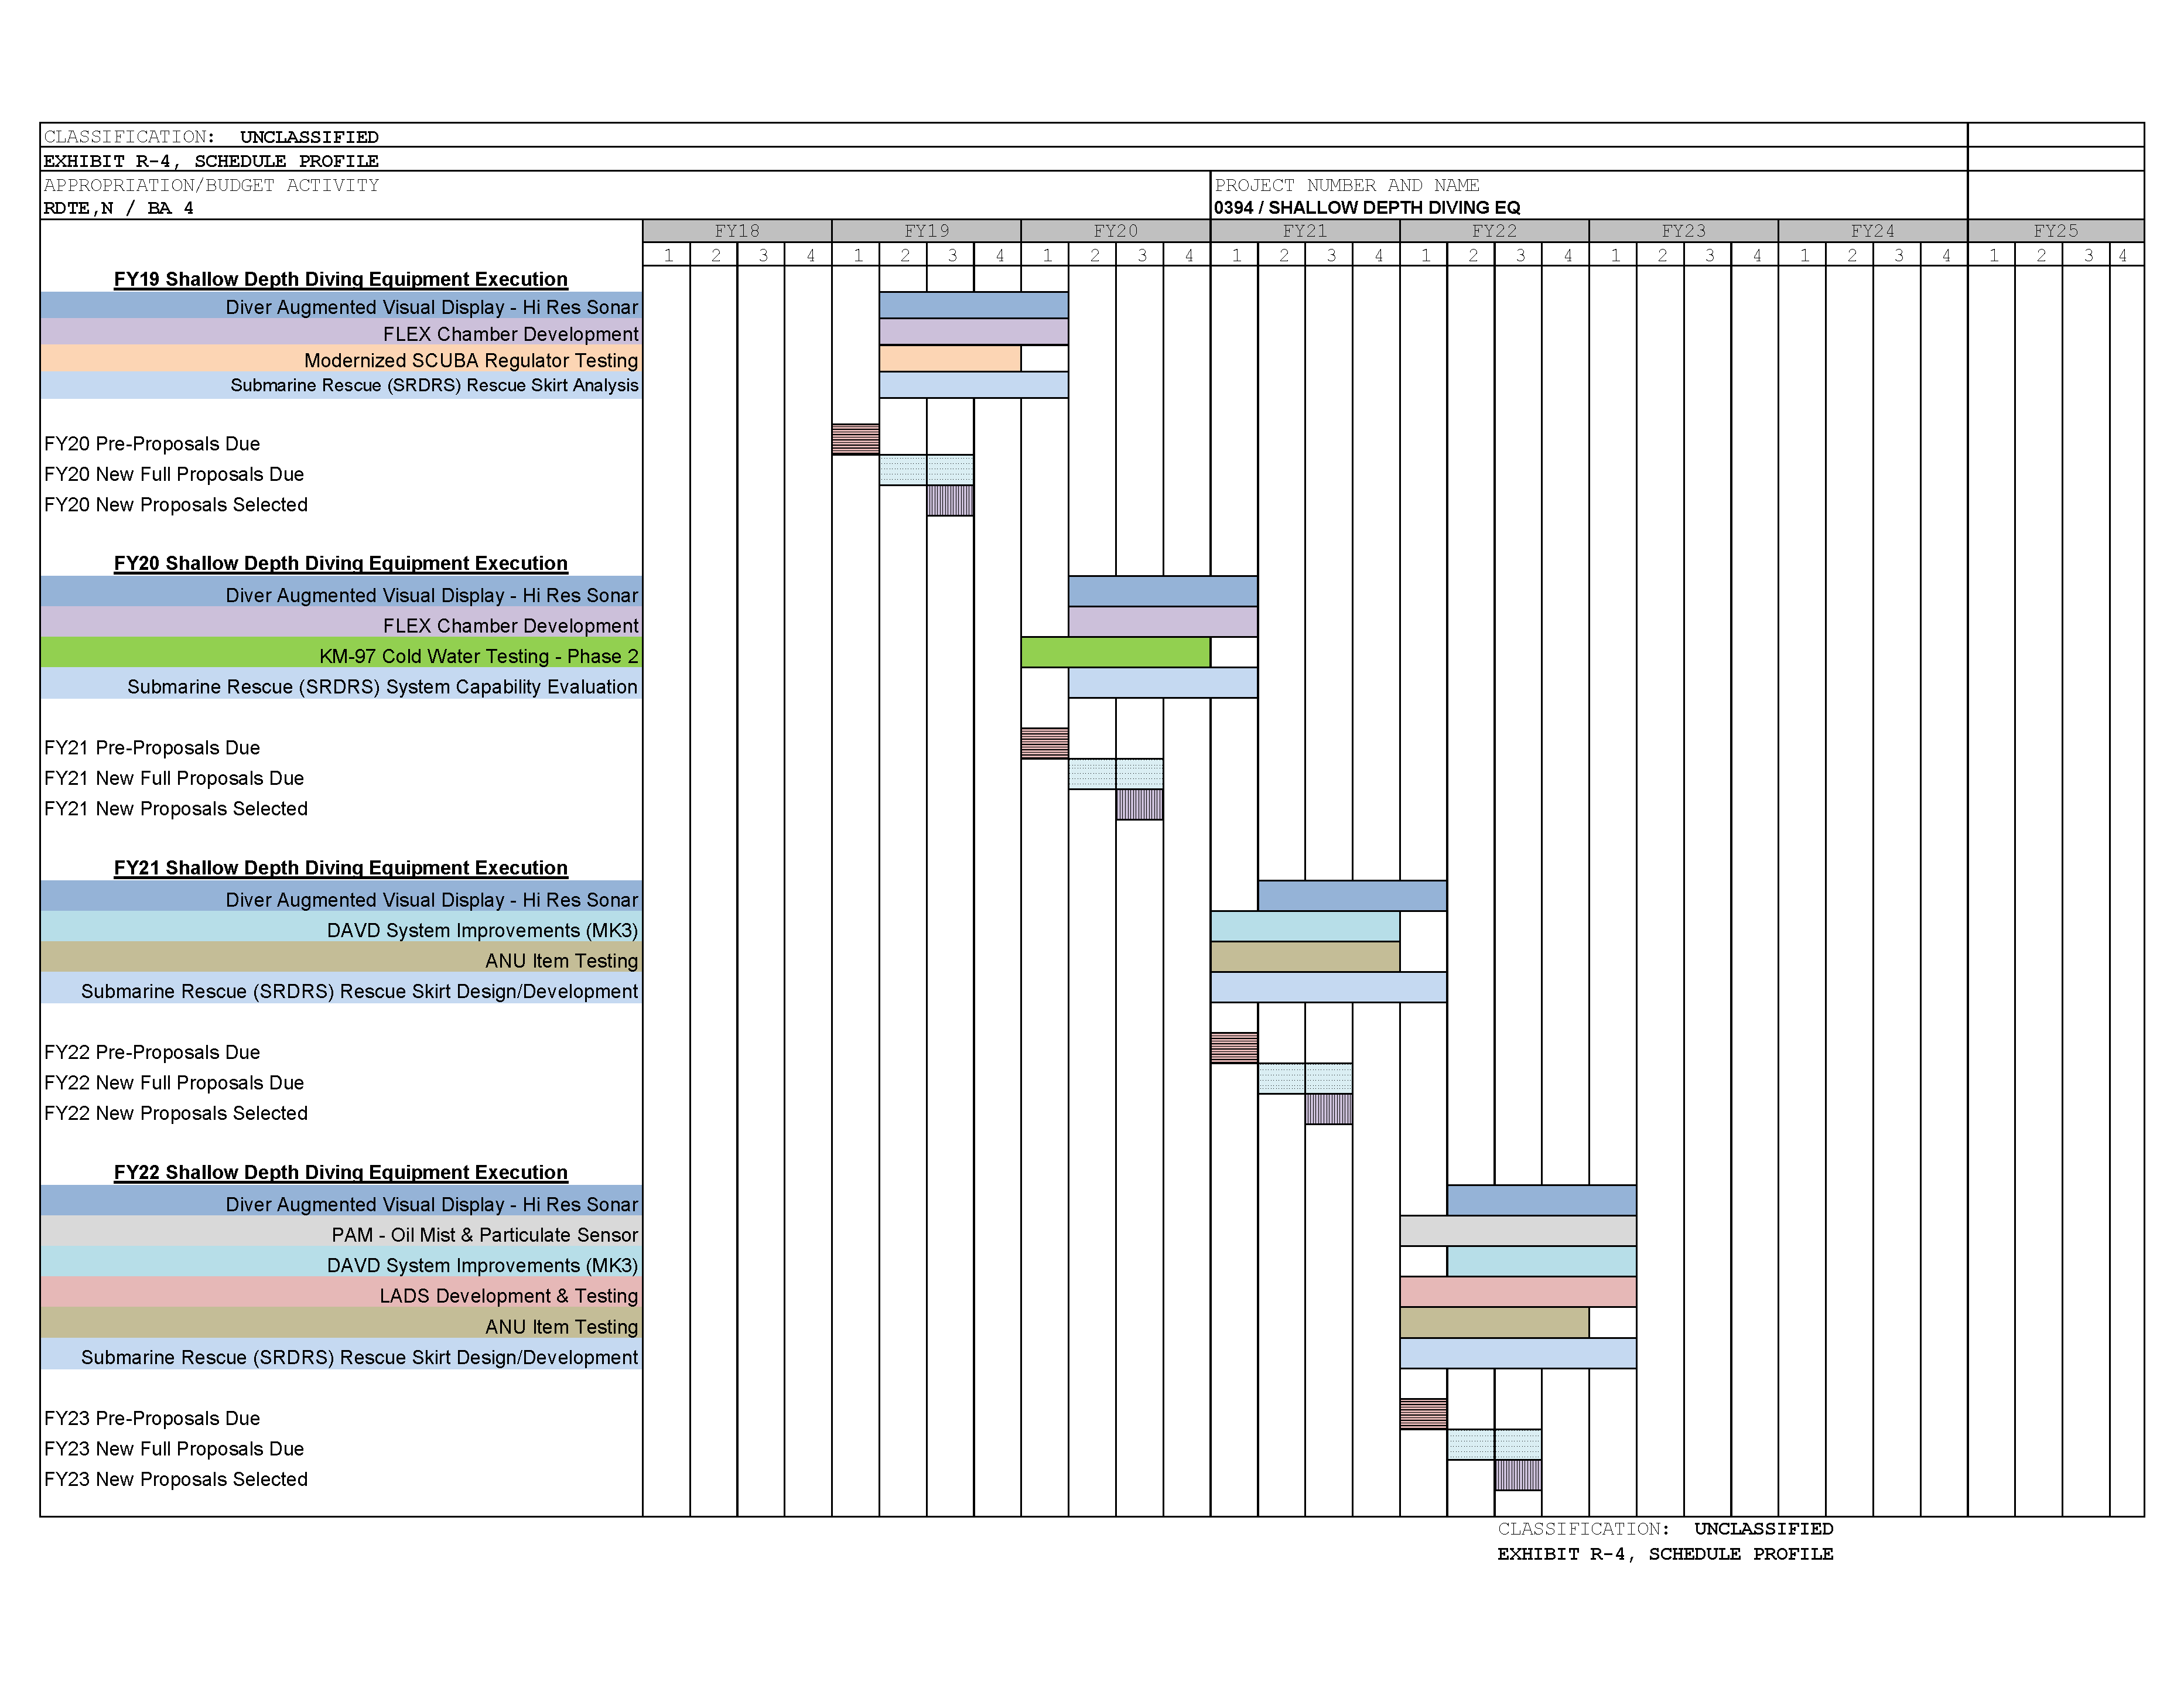 CLASSIFICATION: UNCLASSIFIED
EXHIBIT R-4, SCHEDULE PROFILE
APPROPRIATION/BUDGET ACTIVITY PROJECT NUMBER AND NAME
RDTE,N / BA 4 0394 / SHALLOW DEPTH DIVING EQ
FY18 FY19 FY20 FY21 FY22 FY23 FY24 FY25
1 2 3 4 1 2 3 4 1 2 3 4 1 2 3 4 1 2 3 4 1 2 3 4 1 2 3 4 1 2 3 4
FY19 Shallow Depth Diving Equipment Execution
Diver Augmented Visual Display - Hi Res Sonar
FLEX Chamber Development
Modernized SCUBA Regulator Testing
Submarine Rescue (SRDRS) Rescue Skirt Analysis
FY20 Pre-Proposals Due
FY20 New Full Proposals Due
FY20 New Proposals Selected
FY20 Shallow Depth Diving Equipment Execution
Diver Augmented Visual Display - Hi Res Sonar
FLEX Chamber Development
KM-97 Cold Water Testing - Phase 2
Submarine Rescue (SRDRS) System Capability Evaluation
FY21 Pre-Proposals Due
FY21 New Full Proposals Due
FY21 New Proposals Selected
FY21 Shallow Depth Diving Equipment Execution
Diver Augmented Visual Display - Hi Res Sonar
DAVD System Improvements (MK3)
ANU Item Testing
Submarine Rescue (SRDRS) Rescue Skirt Design/Development
FY22 Pre-Proposals Due
FY22 New Full Proposals Due
FY22 New Proposals Selected
FY22 Shallow Depth Diving Equipment Execution
Diver Augmented Visual Display - Hi Res Sonar
PAM - Oil Mist & Particulate Sensor
DAVD System Improvements (MK3)
LADS Development & Testing
ANU Item Testing
Submarine Rescue (SRDRS) Rescue Skirt Design/Development
FY23 Pre-Proposals Due
FY23 New Full Proposals Due
FY23 New Proposals Selected
CLASSIFICATION: UNCLASSIFIED
EXHIBIT R-4, SCHEDULE PROFILE